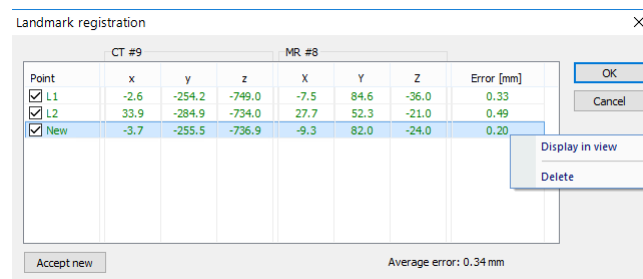 Landmark registration
CT #9 MR #8
Point x y z X Y Z Error [mm]
L1 -2.6 -254.2 -749.0 -7.5 84.6 -36.0 0.33
L2 33.9 -284.9 -734.0 27.7 52.3 -21.0 0.49
New -3.7 -255.5 -736.9 -9.3 82.0 -24.0 0.20
OK
Cancel
Display in view
Delete
Accept new
Average error: 0.34 mm